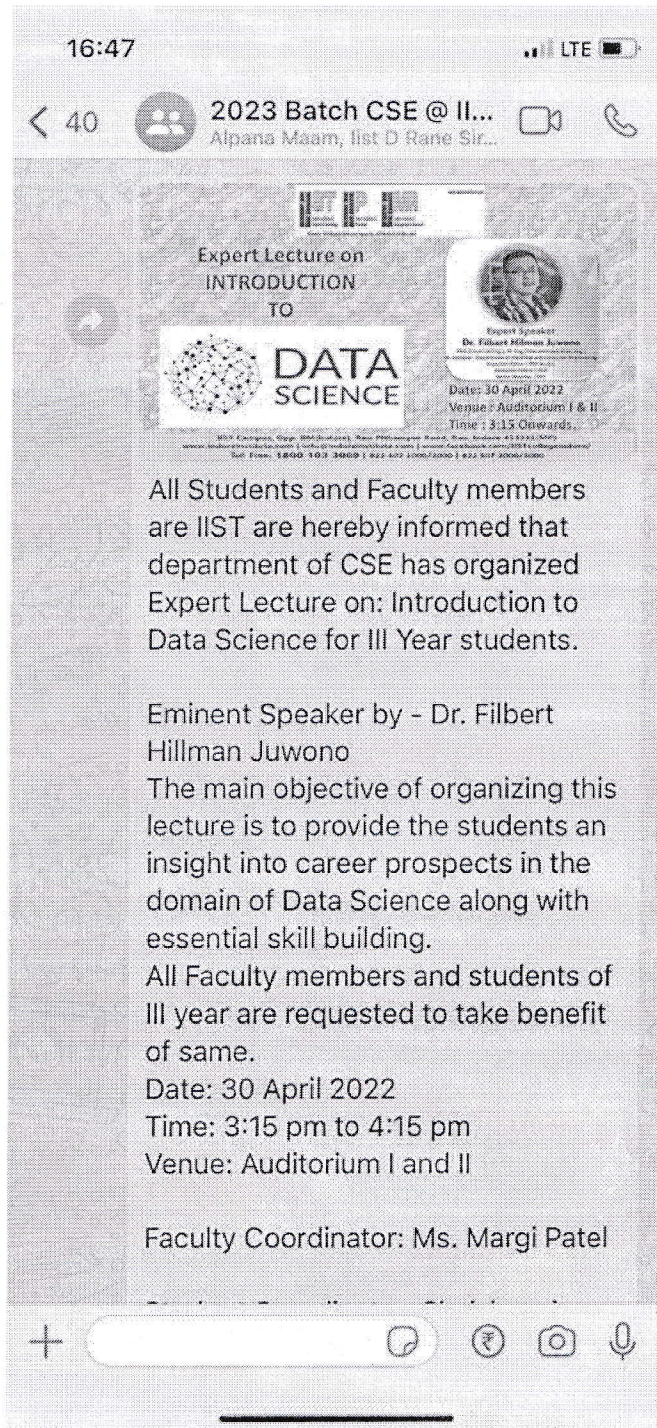 16:47
LTE
40
2023 Batch CSE @ II...
Alpana Maam, Iist D Rane Sir...
IIST IIP IIMR
Expert Lecture on
INTRODUCTION
TO
DATA
SCIENCE
Expert Speaker
Dr. Filbert Hilman Juwono
Date: 30 April 2022
Venue : Auditorium I & II
Time : 3:15 Onwards.
All Students and Faculty members
are IIST are hereby informed that
department of CSE has organized
Expert Lecture on: Introduction to
Data Science for III Year students.
Eminent Speaker by - Dr. Filbert
Hillman Juwono
The main objective of organizing this
lecture is to provide the students an
insight into career prospects in the
domain of Data Science along with
essential skill building.
All Faculty members and students of
III year are requested to take benefit
of same.
Date: 30 April 2022
Time: 3:15 pm to 4:15 pm
Venue: Auditorium I and II
Faculty Coordinator: Ms. Margi Patel